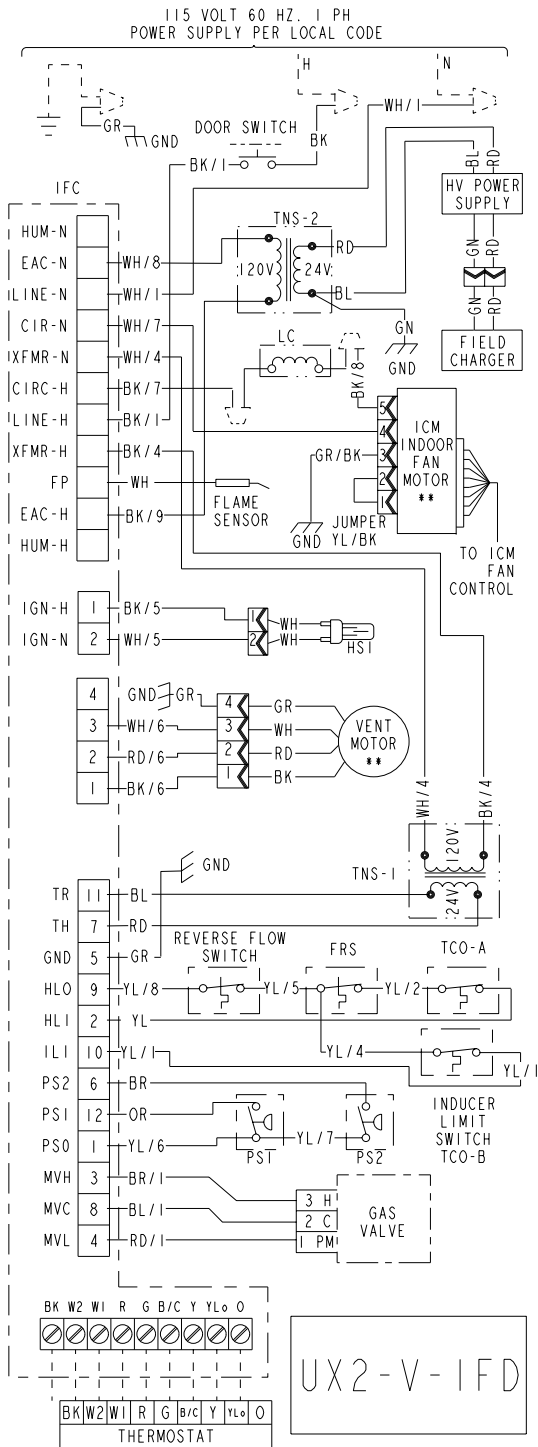 115 VOLT 60 HZ. 1 PH
POWER SUPPLY PER LOCAL CODE
H
N
WH/1
GR
GND
DOOR SWITCH
BK
BK/1
BL
RD
IFC
HV POWER
SUPPLY
HUM-N
TNS-2
RD
EAC-N
WH/8
120V
24V
GN
RD
LINE-N
WH/1
BL
CIR-N
WH/7
GN
GN
RD
LC
GND
FIELD
CHARGER
XFMR-N
WH/4
BK/8
CIRC-H
BK/7
5
LINE-H
BK/1
4
ICM
INDOOR
FAN
MOTOR
**
XFMR-H
BK/4
GR/BK
3
FP
WH
2
FLAME
SENSOR
1
EAC-H
BK/9
GND
JUMPER
YL/BK
HUM-H
TO ICM
FAN
CONTROL
IGN-H
1
BK/5
1
WH
IGN-N
2
WH/5
2
WH
HSI
4
GND
GR
4
GR
3
WH/6
3
WH
VENT
MOTOR
**
2
RD/6
2
RD
1
BK/6
1
BK
WH/4
BK/4
120V
GND
TNS-1
24V
TR
11
BL
TH
7
RD
GND
5
GR
REVERSE FLOW
SWITCH
FRS
TCO-A
HLO
9
YL/8
YL/5
YL/2
HLI
2
YL
ILI
10
YL/1
YL/4
YL/1
PS2
6
BR
INDUCER
LIMIT
SWITCH
TCO-B
PS1
12
OR
PSO
1
YL/6
YL/7
PS1
PS2
MVH
3
BR/1
3 H
GAS
VALVE
MVC
8
BL/1
2 C
MVL
4
RD/1
1 PM
BK W2 W1 R G B/C Y YLo O
BK W2 W1 R G B/C Y YLo O
THERMOSTAT
UX2-V-IFD